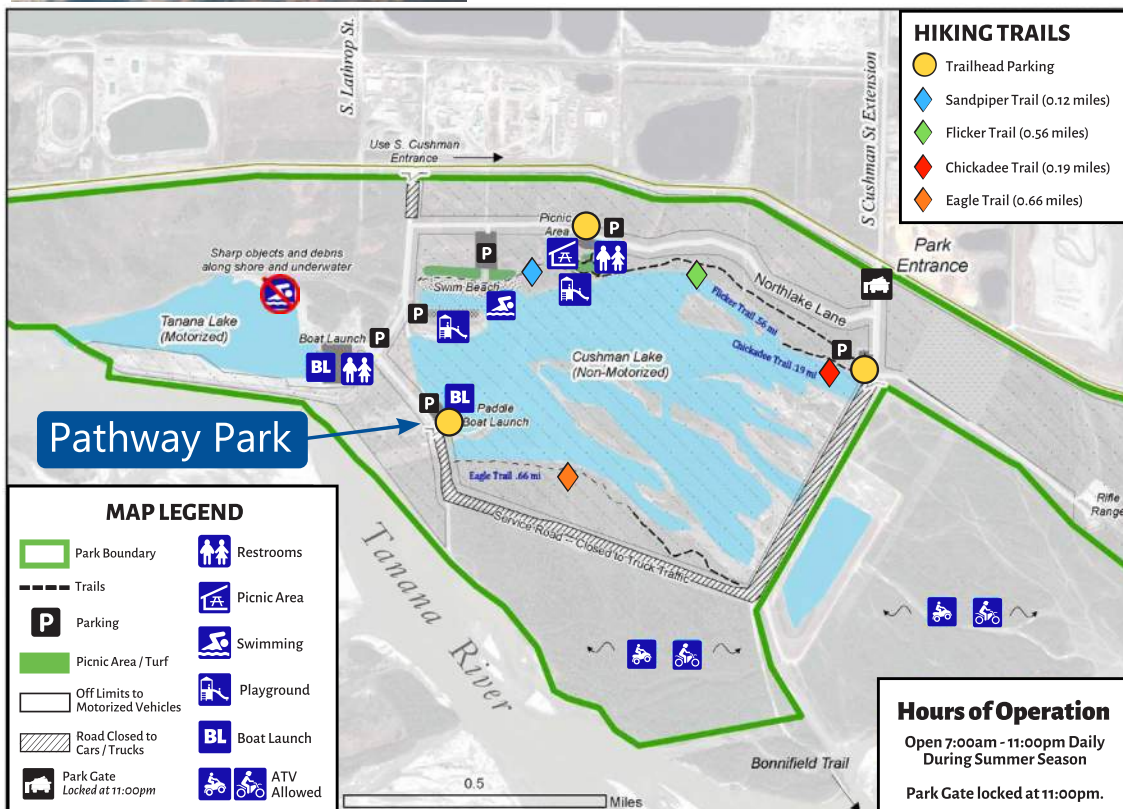 HIKING TRAILS
Trailhead Parking
Sandpiper Trail (0.12 miles)
Flicker Trail (0.56 miles)
Chickadee Trail (0.19 miles)
Eagle Trail (0.66 miles)
S. Lathrop St.
S Cushman St Extension
Use S. Cushman
Entrance
Picnic
Area
P
P
Park
Entrance
Sharp objects and debris
along shore and underwater
Swim Beach
Northlake Lane
Flicker Trail .56 mi
Tanana Lake
(Motorized)
Boat Launch
P
P
BL
Cushman Lake
(Non-Motorized)
Chickadee Trail .19 mi
P
P
BL
Paddle
Boat Launch
Pathway Park
Eagle Trail .66 mi
Service Road -- Closed to Truck Traffic
Rifle
Range
Tanana River
Bonnifield Trail
MAP LEGEND
Park Boundary
Trails
P
Parking
Picnic Area / Turf
Off Limits to
Motorized Vehicles
Road Closed to
Cars / Trucks
Park Gate
Locked at 11:00pm
Restrooms
Picnic Area
Swimming
Playground
BL
Boat Launch
ATV
Allowed
0.5
Miles
Hours of Operation
Open 7:00am - 11:00pm Daily
During Summer Season
Park Gate locked at 11:00pm.